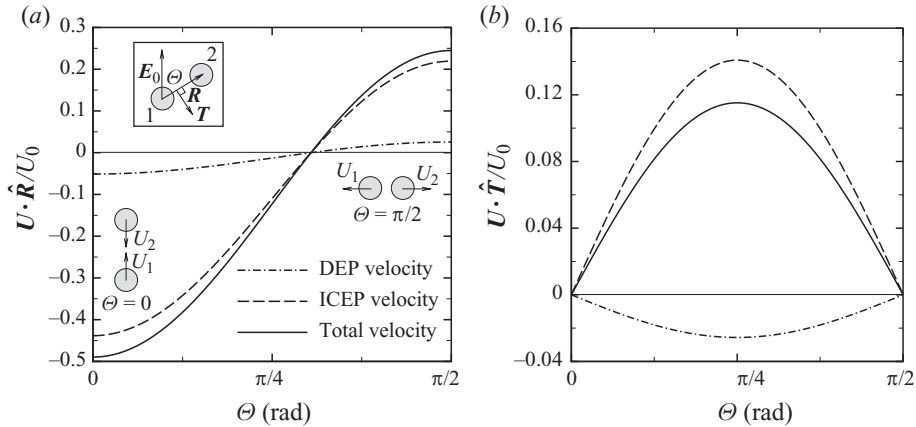 (a)
0.3
0.2
0.1
0
–0.1
–0.2
–0.3
–0.4
–0.5
U·R̂/U₀
E₀
Θ
2
R
1
T
U₁
U₂
Θ = π/2
U₂
U₁
Θ = 0
DEP velocity
ICEP velocity
Total velocity
0
π/4
π/2
Θ (rad)
(b)
0.16
0.12
0.08
0.04
0
–0.04
U·T̂/U₀
0
π/4
π/2
Θ (rad)